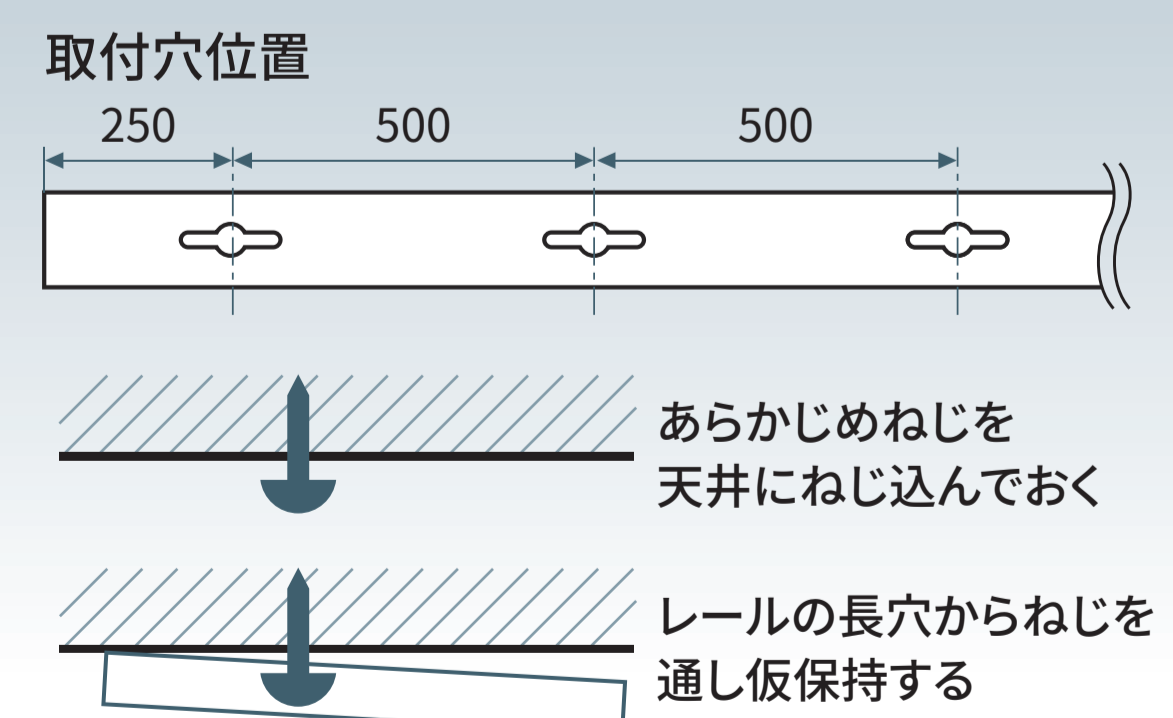 取付穴位置
250 500 500
あらかじめねじを
天井にねじ込んでおく
レールの長穴からねじを
通し仮保持する